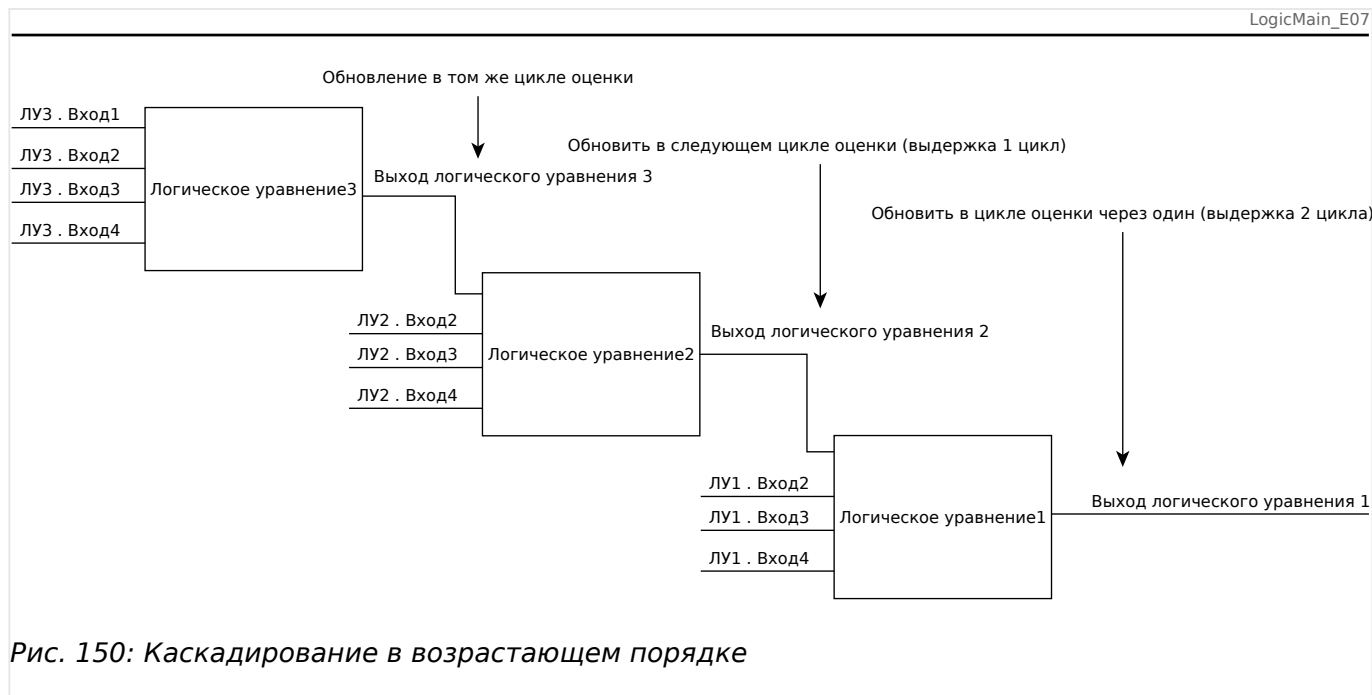 LogicMain_E07
Обновление в том же цикле оценки
ЛУ3 . Вход1
ЛУ3 . Вход2
ЛУ3 . Вход3
ЛУ3 . Вход4
Логическое уравнение3
Выход логического уравнения 3
Обновить в следующем цикле оценки (выдержка 1 цикл)
Обновить в цикле оценки через один (выдержка 2 цикла)
ЛУ2 . Вход2
ЛУ2 . Вход3
ЛУ2 . Вход4
Логическое уравнение2
Выход логического уравнения 2
ЛУ1 . Вход2
ЛУ1 . Вход3
ЛУ1 . Вход4
Логическое уравнение1
Выход логического уравнения 1
Рис. 150: Каскадирование в возрастающем порядке